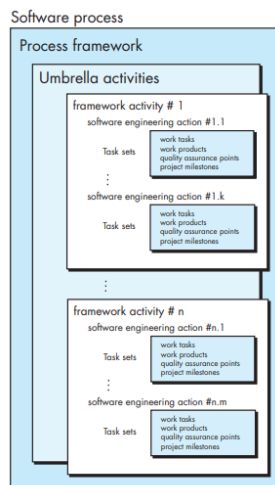 Software process
Process framework
Umbrella activities
framework activity # 1
software engineering action #1.1
Task sets
work tasks
work products
quality assurance points
project milestones
software engineering action #1.k
Task sets
work tasks
work products
quality assurance points
project milestones
framework activity # n
software engineering action #n.1
Task sets
work tasks
work products
quality assurance points
project milestones
software engineering action #n.m
Task sets
work tasks
work products
quality assurance points
project milestones